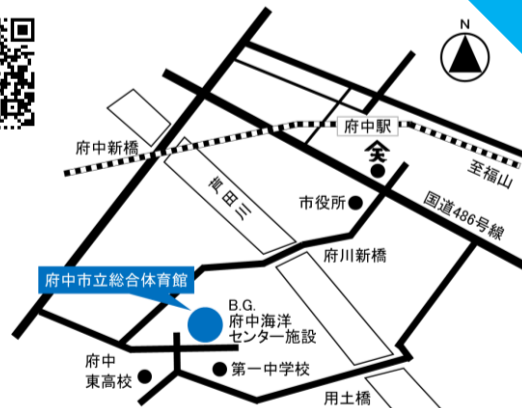 N
府中駅
府中新橋
至福山
芦田川
市役所
国道486号線
府川新橋
府中市立総合体育館
B.G.
府中海洋
センター施設
府中
東高校
第一中学校
用土橋